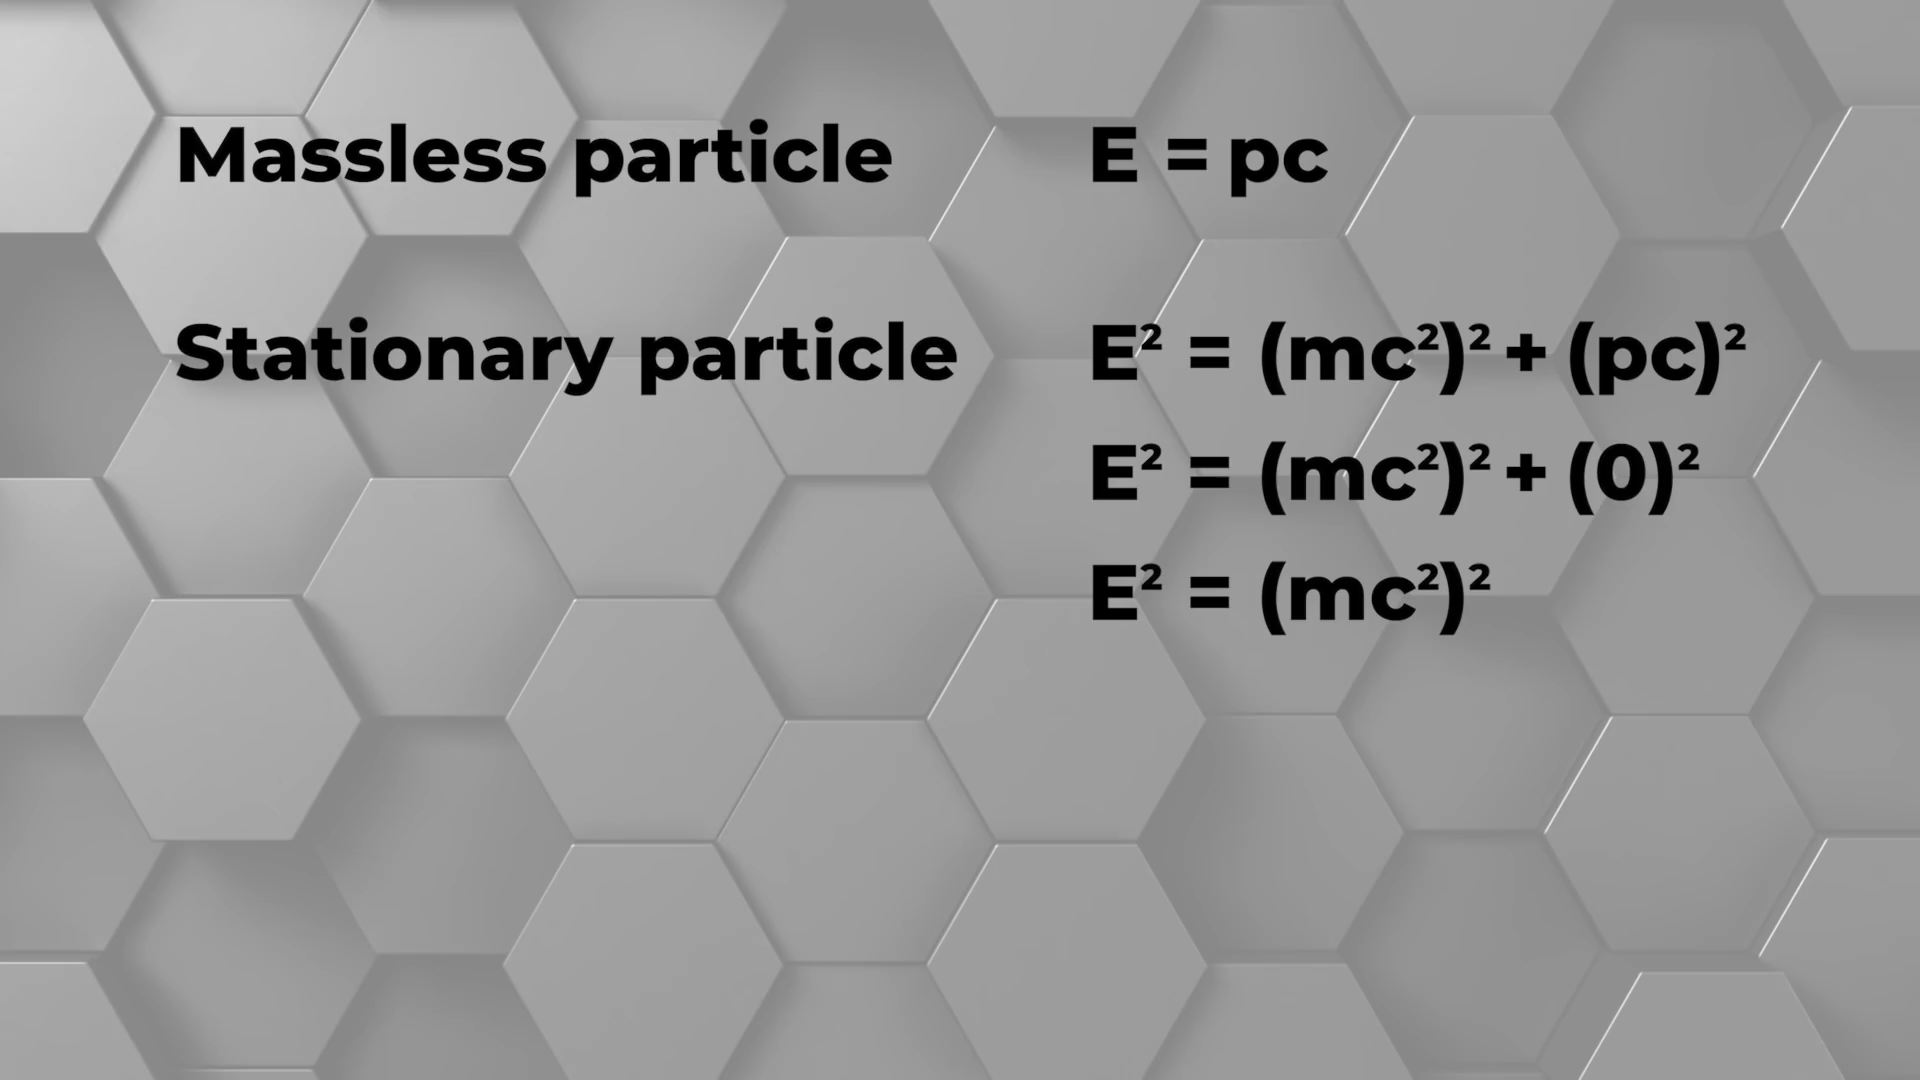 Massless particle E = pc
Stationary particle E² = (mc²)² + (pc)²
E² = (mc²)² + (0)²
E² = (mc²)²